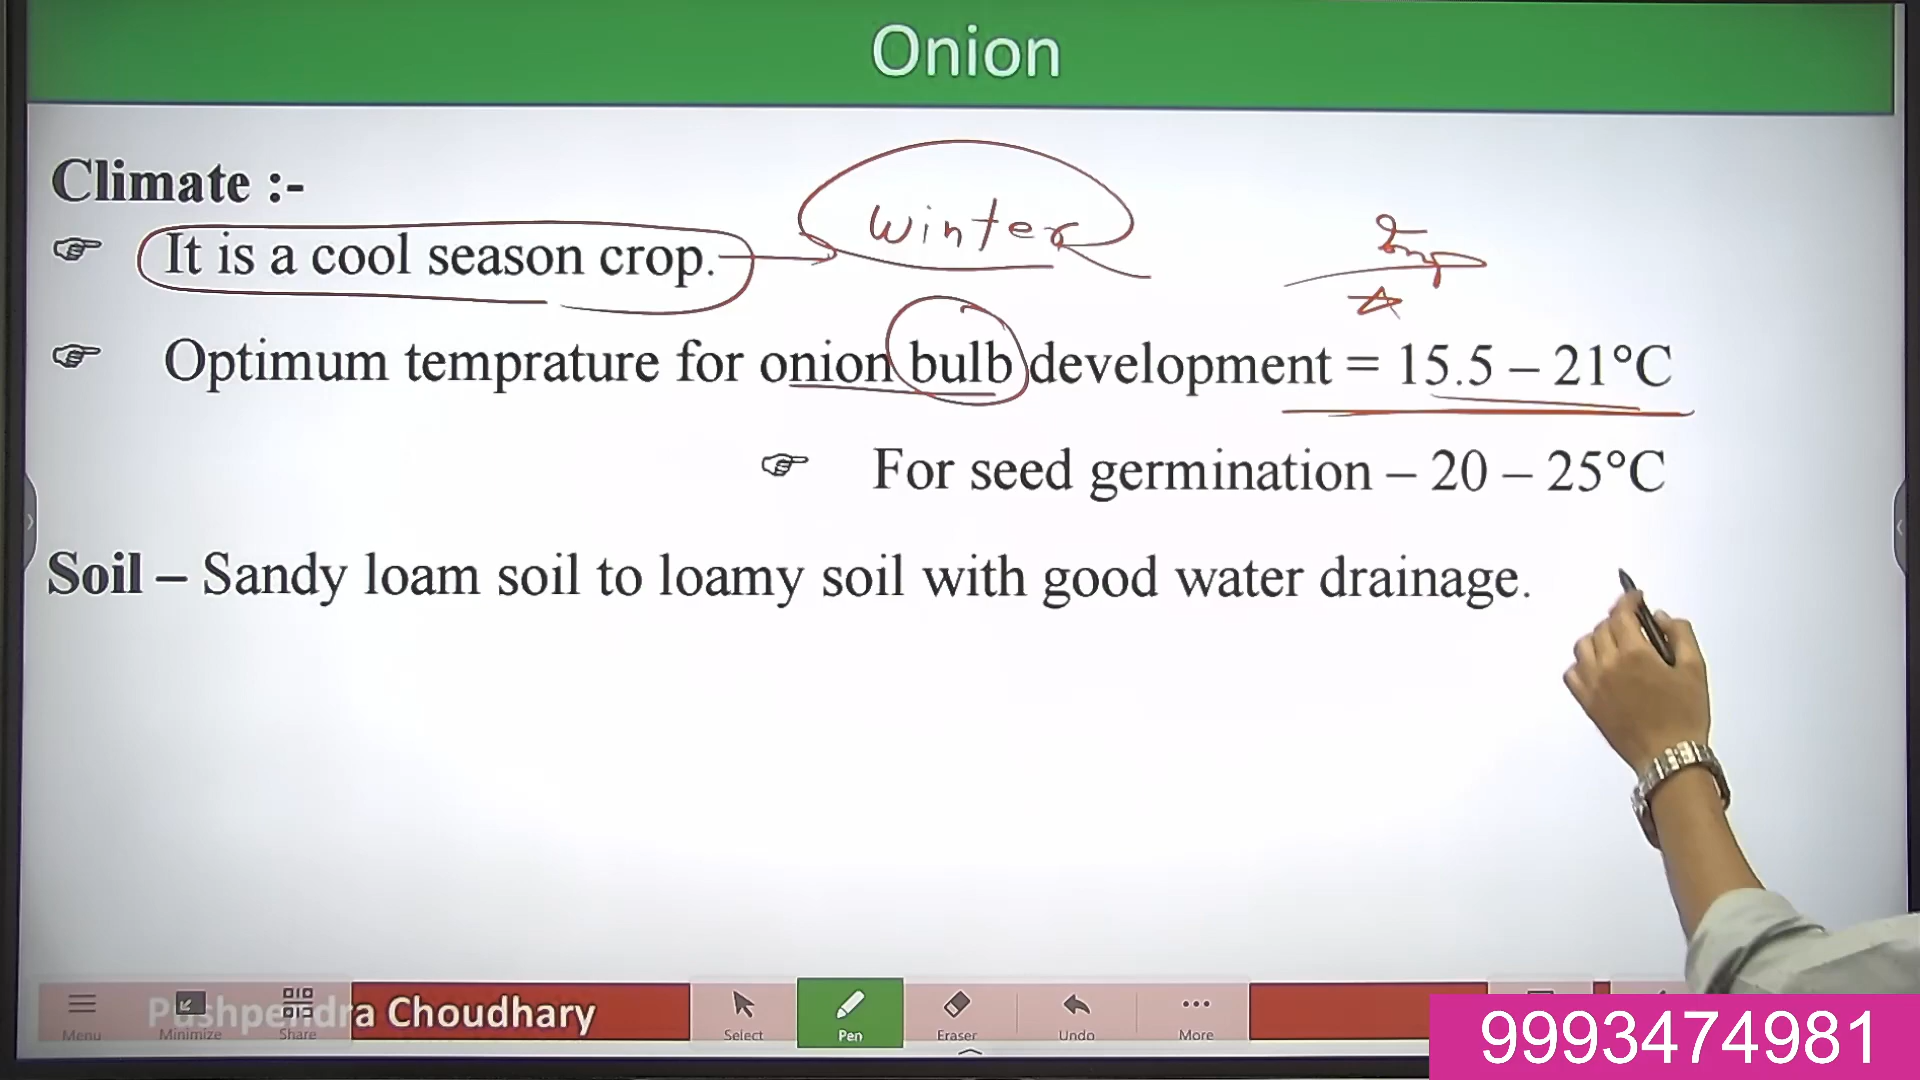 Onion
Climate :-
☞ It is a cool season crop. → winter
Imp
☞ Optimum temprature for onion bulb development = 15.5 – 21°C
☞ For seed germination – 20 – 25°C
Soil – Sandy loam soil to loamy soil with good water drainage.
Pushpendra Choudhary
Menu Minimize Share Select Pen Eraser Undo More
9993474981